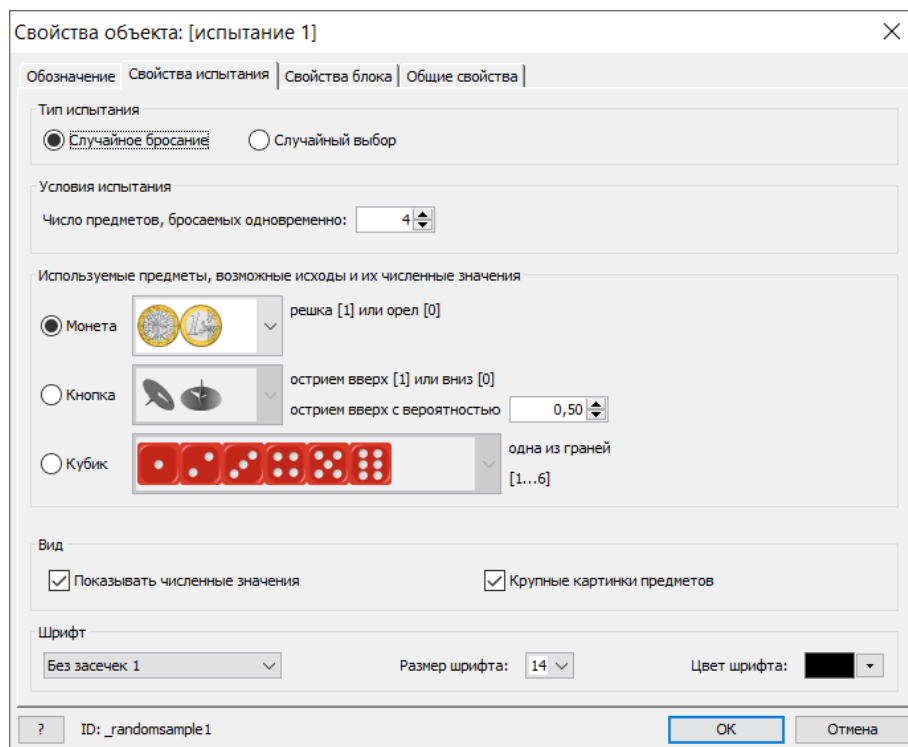 Свойства объекта: [испытание 1]
Обозначение Свойства испытания Свойства блока Общие свойства
Тип испытания
Случайное бросание Случайный выбор
Условия испытания
Число предметов, бросаемых одновременно: 4
Используемые предметы, возможные исходы и их численные значения
Монета решка [1] или орел [0]
Кнопка острием вверх [1] или вниз [0]
острием вверх с вероятностью 0,50
Кубик одна из граней
[1...6]
Вид
Показывать численные значения Крупные картинки предметов
Шрифт
Без засечек 1 Размер шрифта: 14 Цвет шрифта:
? ID: _randomsample1 OK Отмена